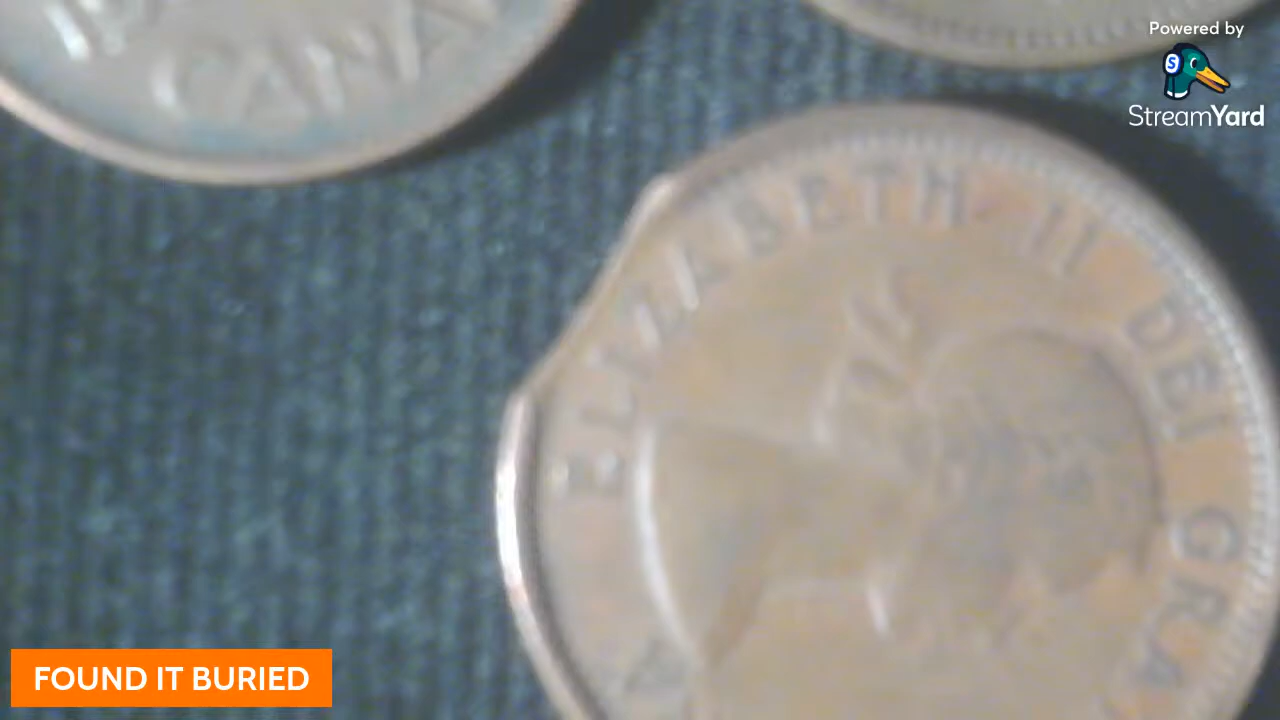 CANA
ELIZABETH II DEI GRA
Powered by
StreamYard
FOUND IT BURIED